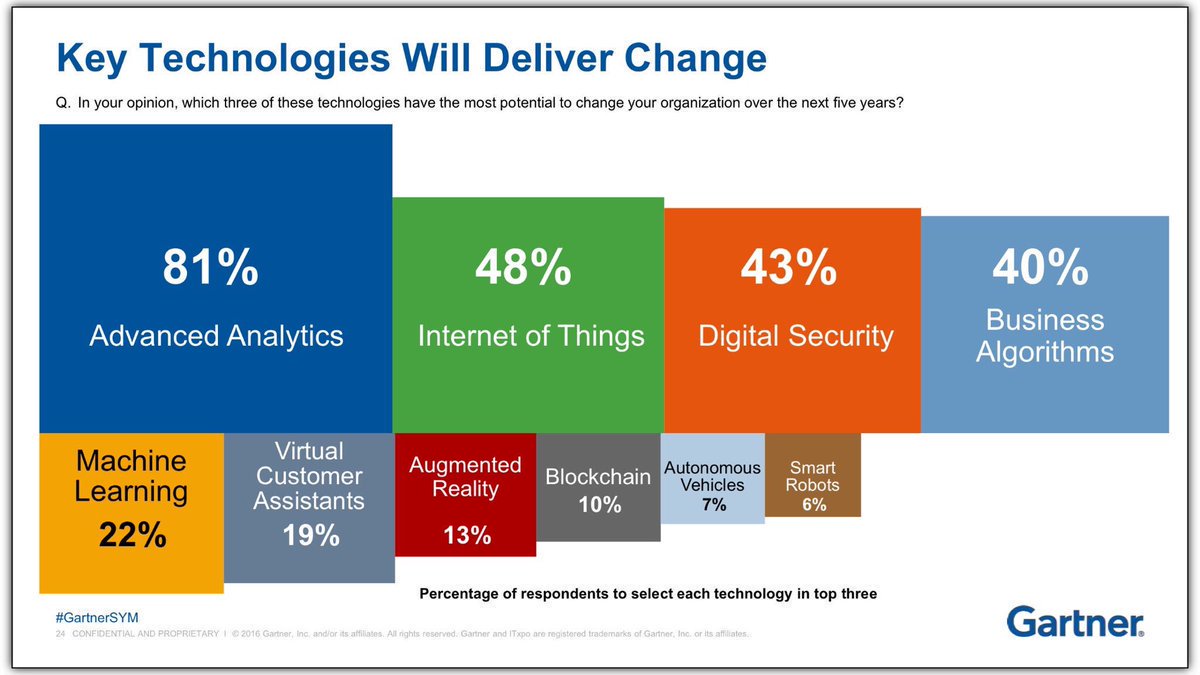 Key Technologies Will Deliver Change
Q. In your opinion, which three of these technologies have the most potential to change your organization over the next five years?
81%
Advanced Analytics
48%
Internet of Things
43%
Digital Security
40%
Business
Algorithms
Machine
Learning
22%
Virtual
Customer
Assistants
19%
Augmented
Reality
13%
Blockchain
10%
Autonomous
Vehicles
7%
Smart
Robots
6%
Percentage of respondents to select each technology in top three
#GartnerSYM
24 CONFIDENTIAL AND PROPRIETARY I © 2016 Gartner, Inc. and/or its affiliates. All rights reserved. Gartner and ITxpo are registered trademarks of Gartner, Inc. or its affiliates.
Gartner®